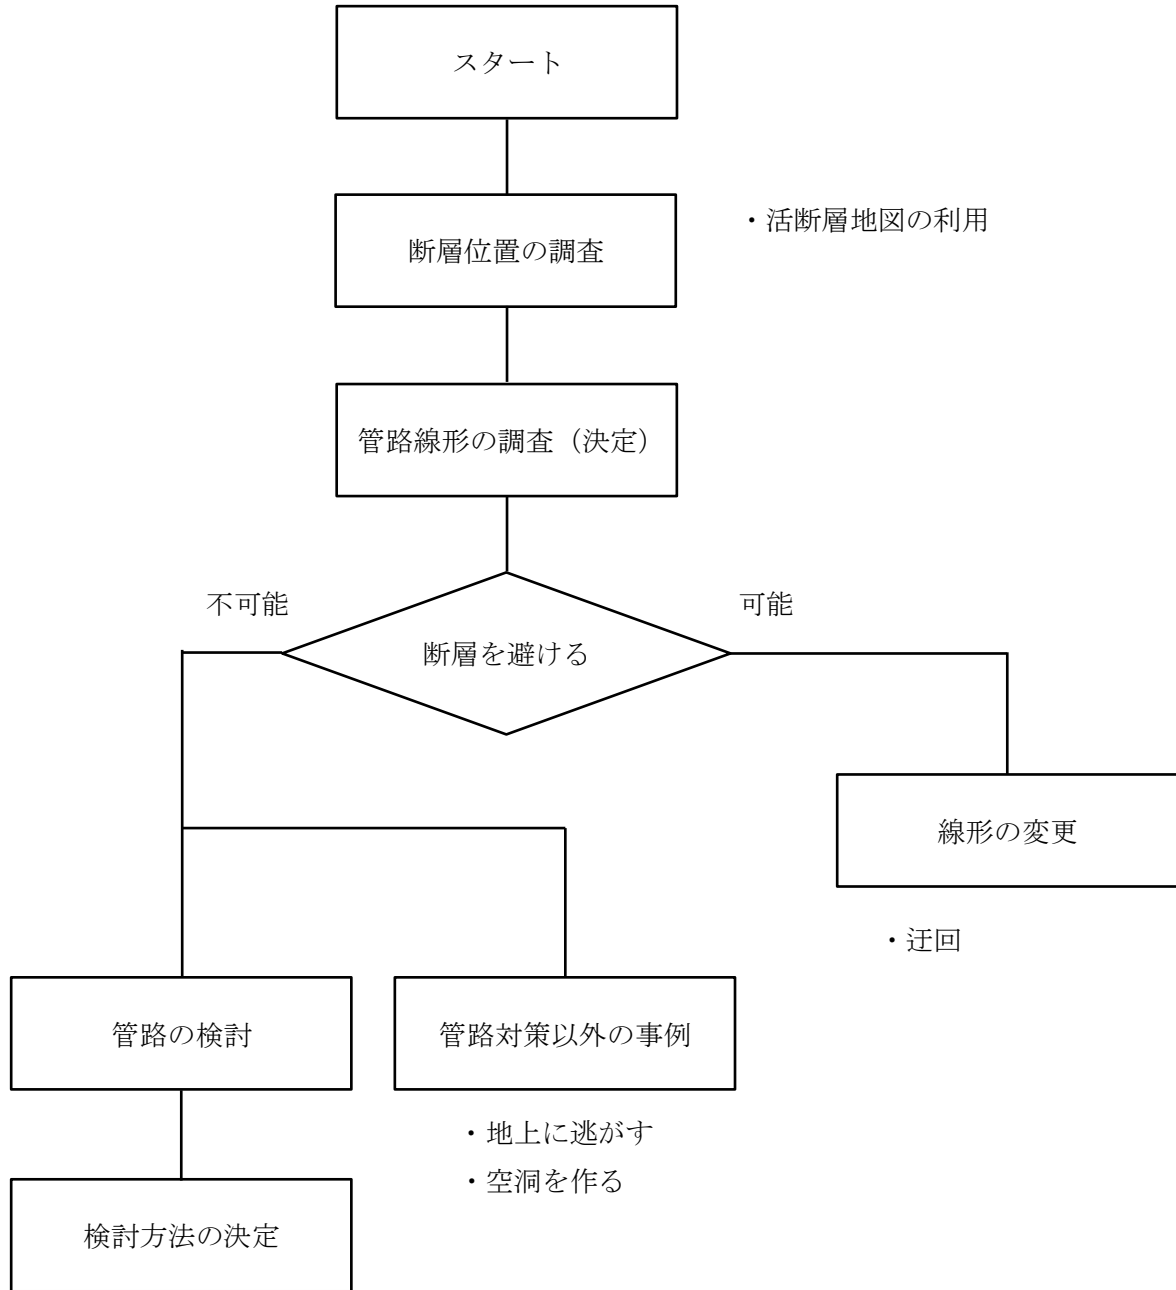 スタート
断層位置の調査
・活断層地図の利用
管路線形の調査（決定）
不可能
可能
断層を避ける
線形の変更
・迂回
管路の検討
管路対策以外の事例
・地上に逃がす
・空洞を作る
検討方法の決定